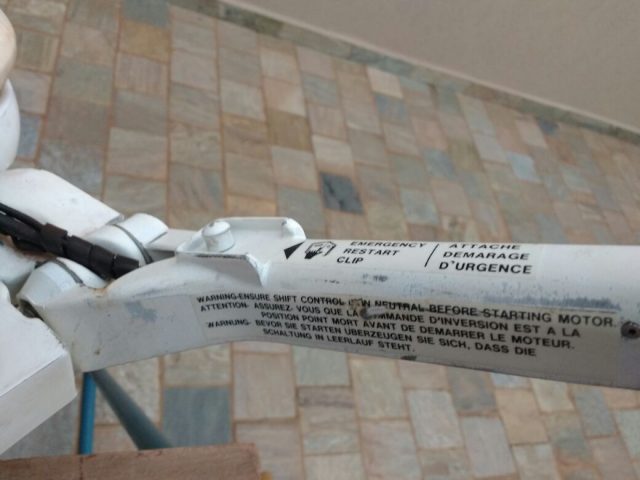 EMERGENCY
RESTART
CLIP
ATTACHE
DEMARAGE
D'URGENCE
WARNING-ENSURE SHIFT CONTROL IN NEUTRAL BEFORE STARTING MOTOR.
ATTENTION- ASSUREZ- VOUS QUE LA COMMANDE D'INVERSION EST A LA
POSITION POINT MORT AVANT DE DEMARRER LE MOTEUR.
WARNUNG- BEVOR SIE STARTEN ÜBERZEUGEN SIE SICH, DASS DIE
SCHALTUNG IN LEERLAUF STEHT.